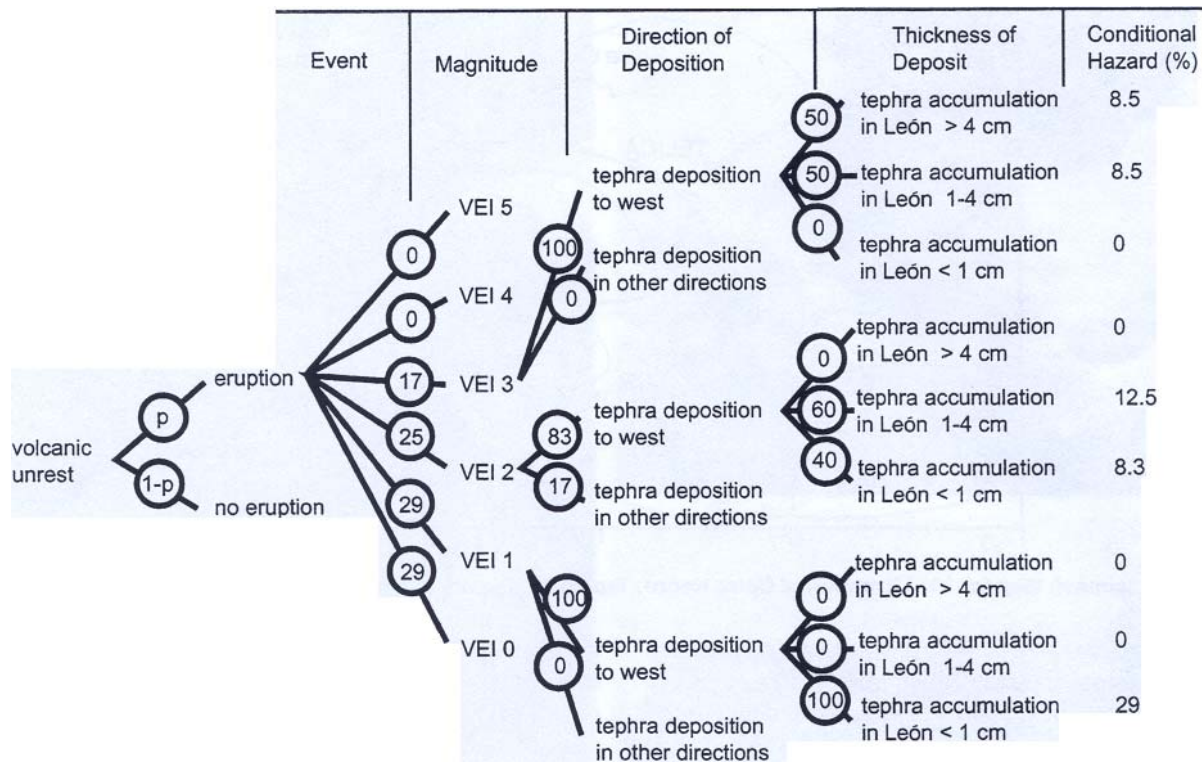 Event
Magnitude
Direction of
Deposition
Thickness of
Deposit
Conditional
Hazard (%)
volcanic
unrest
p
1-p
eruption
no eruption
0
0
17
25
29
29
VEI 5
VEI 4
VEI 3
VEI 2
VEI 1
VEI 0
100
0
83
17
100
0
tephra deposition
to west
tephra deposition
in other directions
tephra deposition
to west
tephra deposition
in other directions
tephra deposition
to west
tephra deposition
in other directions
50
tephra accumulation
in León > 4 cm
8.5
50
tephra accumulation
in León 1-4 cm
8.5
0
tephra accumulation
in León < 1 cm
0
0
tephra accumulation
in León > 4 cm
0
60
tephra accumulation
in León 1-4 cm
12.5
40
tephra accumulation
in León < 1 cm
8.3
0
tephra accumulation
in León > 4 cm
0
0
tephra accumulation
in León 1-4 cm
0
100
tephra accumulation
in León < 1 cm
29